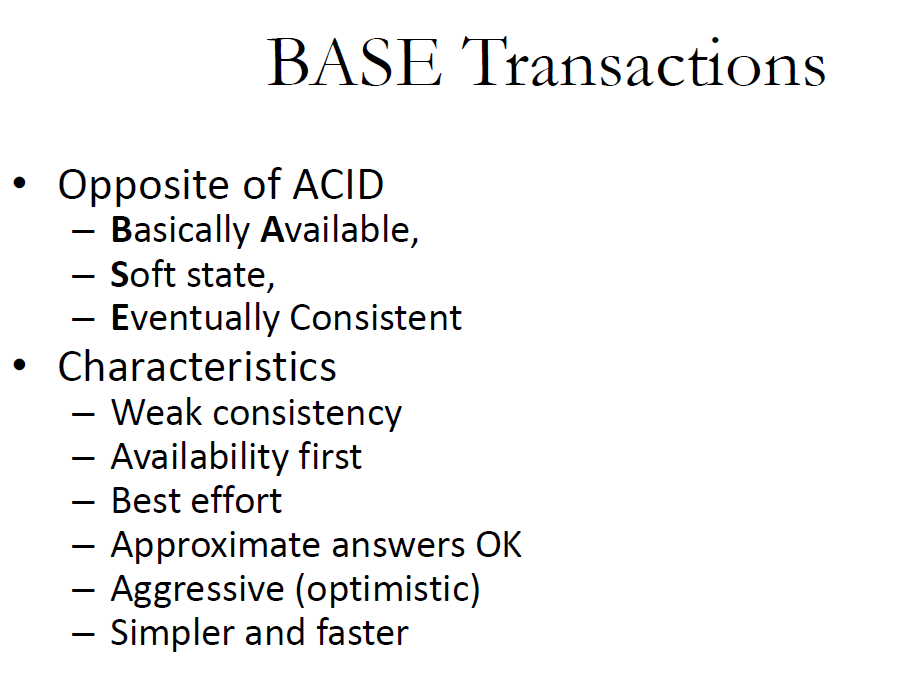 BASE Transactions
• Opposite of ACID
– Basically Available,
– Soft state,
– Eventually Consistent
• Characteristics
– Weak consistency
– Availability first
– Best effort
– Approximate answers OK
– Aggressive (optimistic)
– Simpler and faster